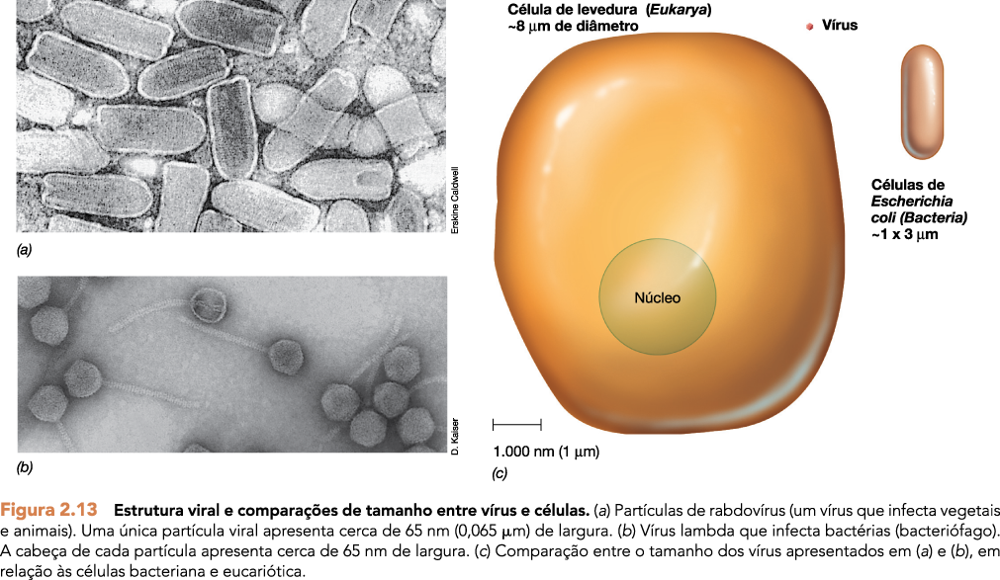 Célula de levedura (Eukarya)
~8 μm de diâmetro
Vírus
Erskine Caldwell
(a)
Células de
Escherichia
coli (Bacteria)
~1 x 3 μm
Núcleo
D. Kaiser
(b)
1.000 nm (1 μm)
(c)
Figura 2.13 Estrutura viral e comparações de tamanho entre vírus e células. (a) Partículas de rabdovírus (um vírus que infecta vegetais
e animais). Uma única partícula viral apresenta cerca de 65 nm (0,065 μm) de largura. (b) Vírus lambda que infecta bactérias (bacteriófago).
A cabeça de cada partícula apresenta cerca de 65 nm de largura. (c) Comparação entre o tamanho dos vírus apresentados em (a) e (b), em
relação às células bacteriana e eucariótica.